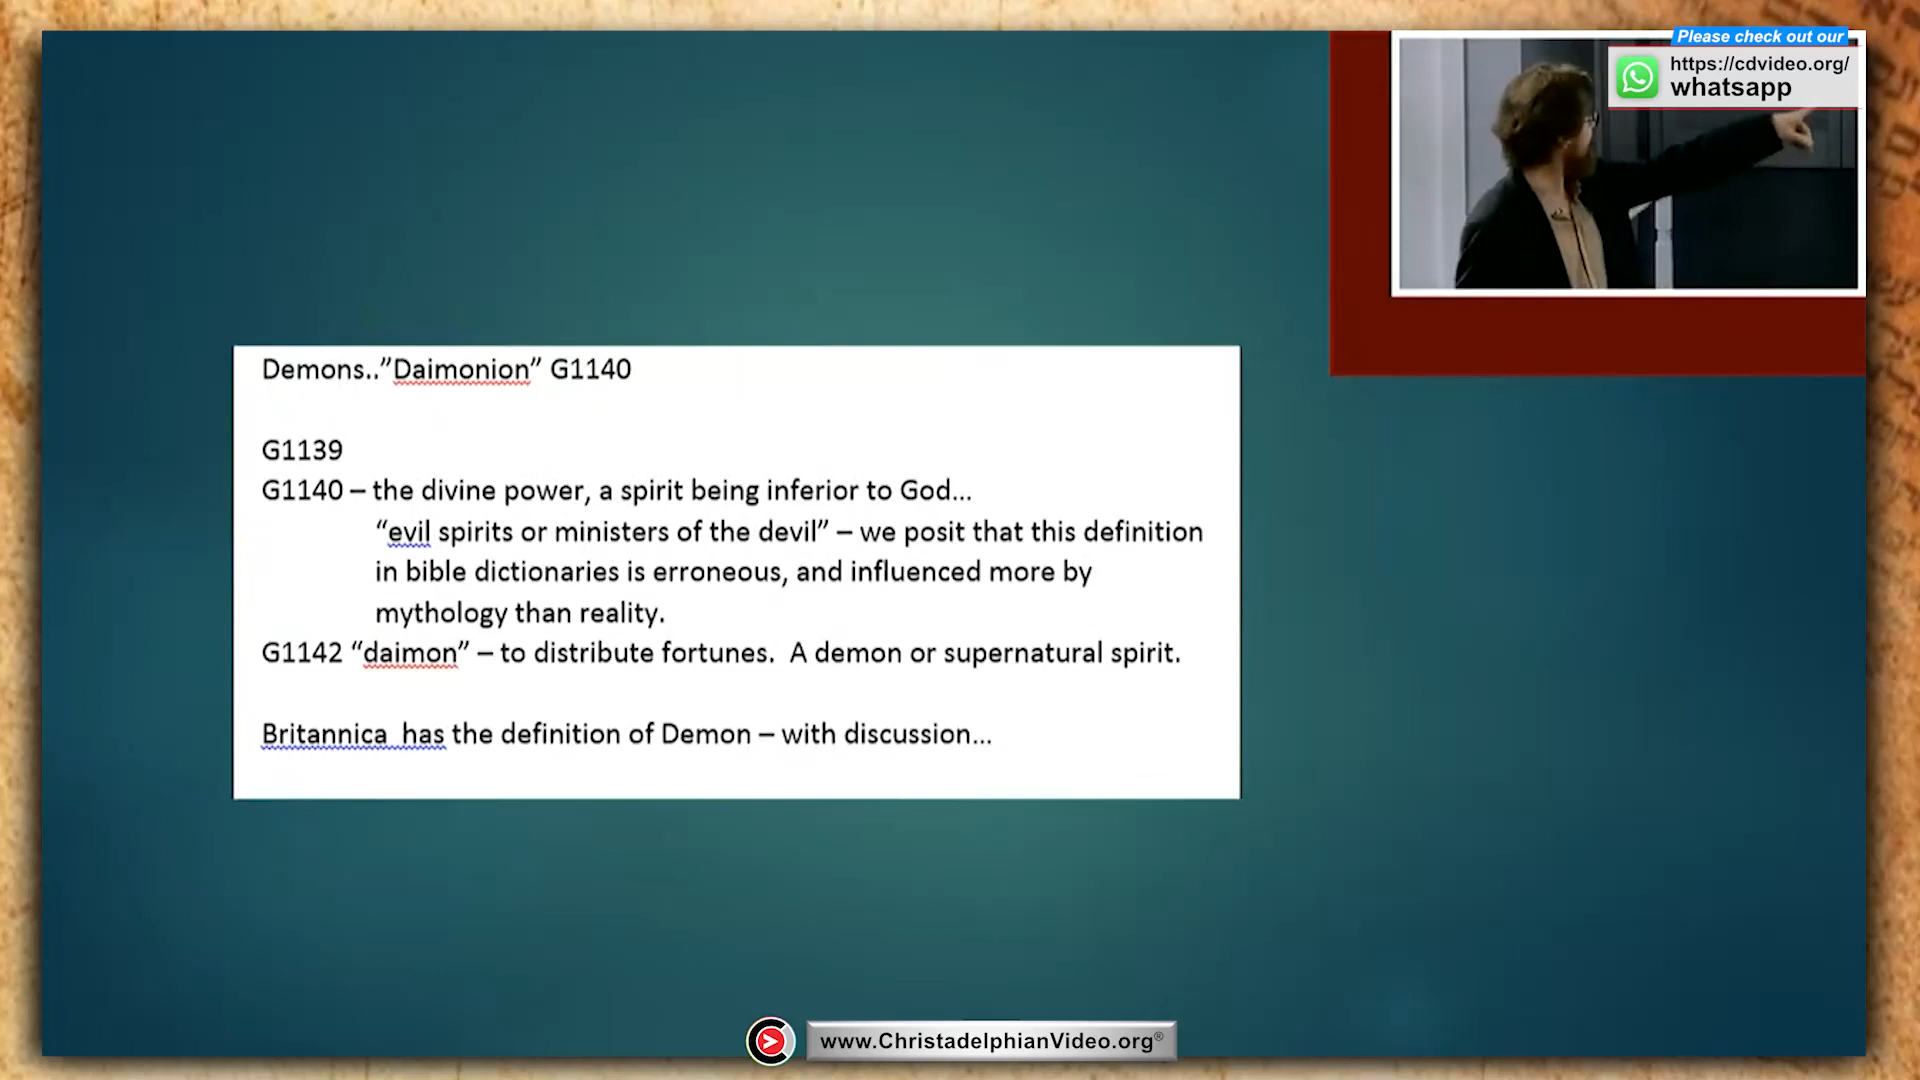 Please check out our
https://cdvideo.org/
whatsapp
Demons..”Daimonion” G1140
G1139
G1140 – the divine power, a spirit being inferior to God...
“evil spirits or ministers of the devil” – we posit that this definition
in bible dictionaries is erroneous, and influenced more by
mythology than reality.
G1142 “daimon” – to distribute fortunes.  A demon or supernatural spirit.
Britannica  has the definition of Demon – with discussion...
www.ChristadelphianVideo.org®